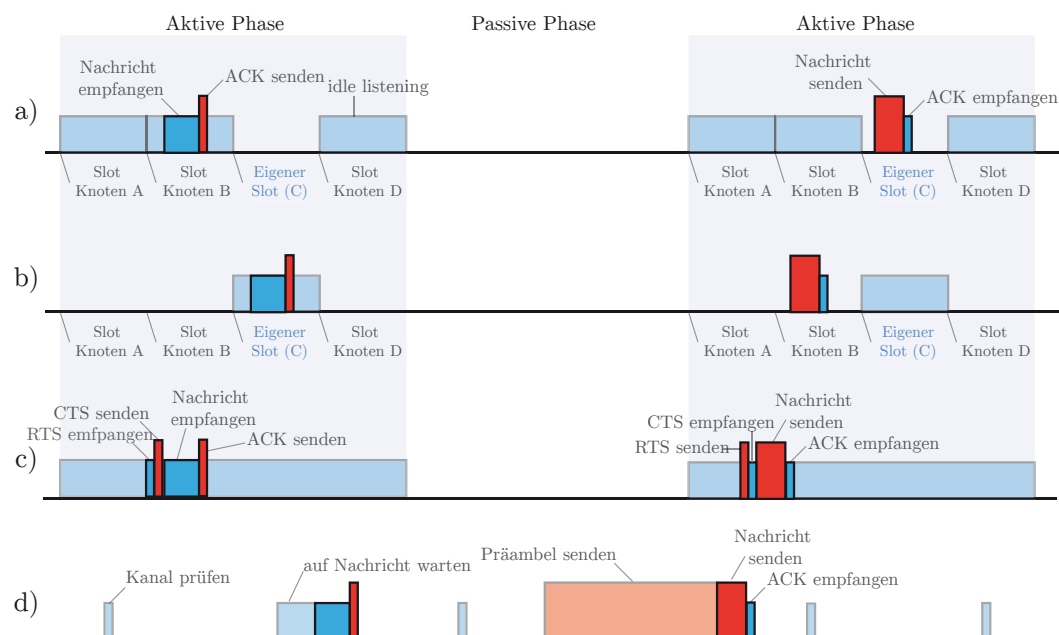 Aktive Phase
Passive Phase
Aktive Phase
a)
Nachricht
empfangen
ACK senden
idle listening
Nachricht
senden
ACK empfangen
Slot
Knoten A
Slot
Knoten B
Eigener
Slot (C)
Slot
Knoten D
Slot
Knoten A
Slot
Knoten B
Eigener
Slot (C)
Slot
Knoten D
b)
Slot
Knoten A
Slot
Knoten B
Eigener
Slot (C)
Slot
Knoten D
Slot
Knoten A
Slot
Knoten B
Eigener
Slot (C)
Slot
Knoten D
c)
CTS senden
RTS emfpangen
Nachricht
empfangen
ACK senden
CTS empfangen
RTS senden
Nachricht
senden
ACK empfangen
d)
Kanal prüfen
auf Nachricht warten
Präambel senden
Nachricht
senden
ACK empfangen